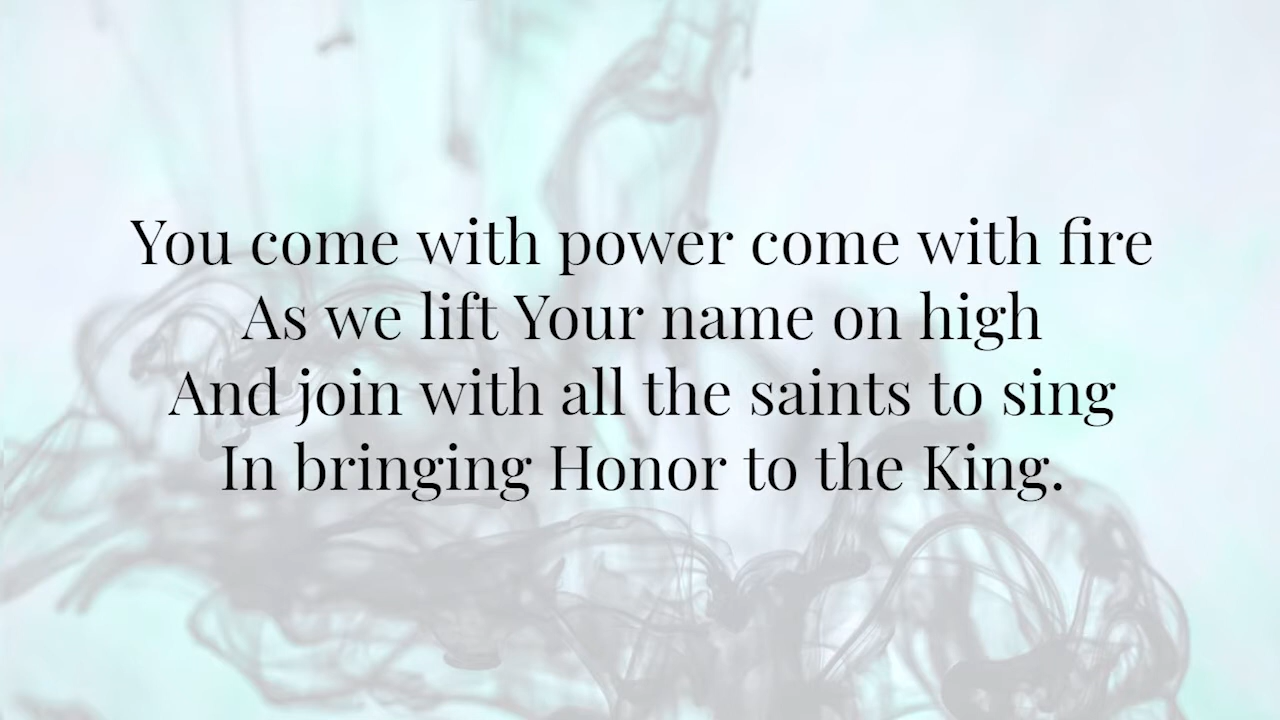 You come with power come with fire
As we lift Your name on high
And join with all the saints to sing
In bringing Honor to the King.